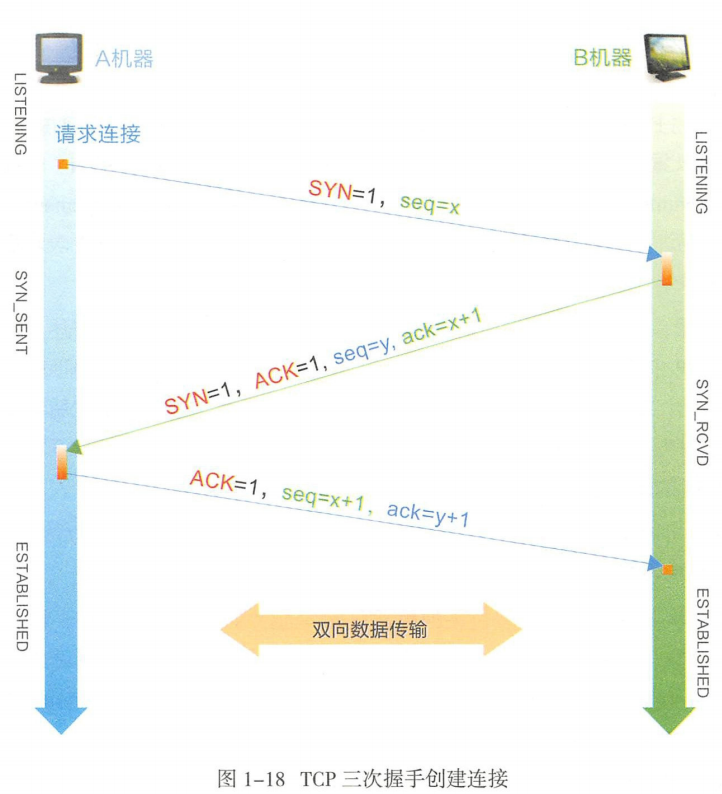 A机器
B机器
LISTENING
请求连接
LISTENING
SYN=1, seq=x
SYN_SENT
SYN=1, ACK=1, seq=y, ack=x+1
SYN_RCVD
ACK=1, seq=x+1, ack=y+1
ESTABLISHED
ESTABLISHED
双向数据传输
图 1-18 TCP 三次握手创建连接